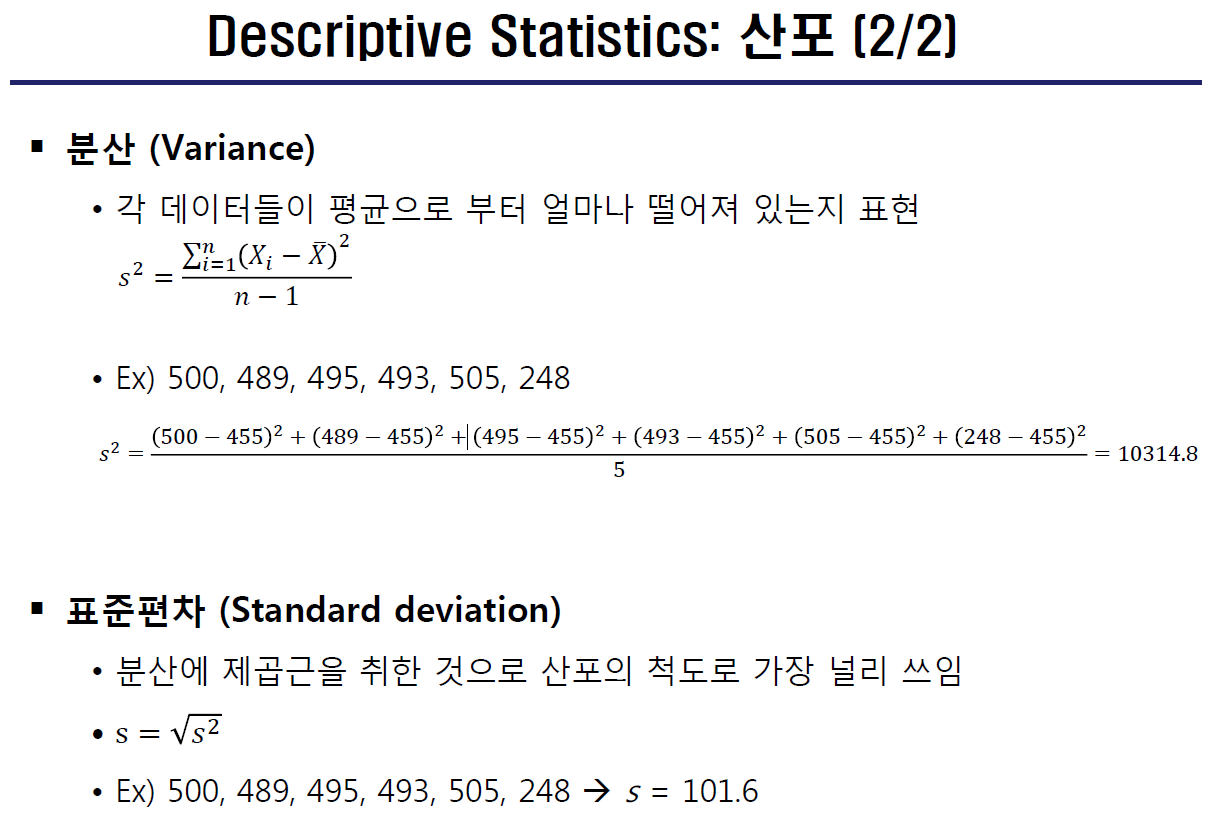 Descriptive Statistics: 산포 (2/2)
▪ 분산 (Variance)
• 각 데이터들이 평균으로 부터 얼마나 떨어져 있는지 표현
s² = \frac{\sum_{i=1}^{n}(X_i − \bar{X})^2}{n − 1}
• Ex) 500, 489, 495, 493, 505, 248
s² = \frac{(500 − 455)² + (489 − 455)² + (495 − 455)² + (493 − 455)² + (505 − 455)² + (248 − 455)²}{5} = 10314.8
▪ 표준편차 (Standard deviation)
• 분산에 제곱근을 취한 것으로 산포의 척도로 가장 널리 쓰임
• s = √s²
• Ex) 500, 489, 495, 493, 505, 248 → s = 101.6